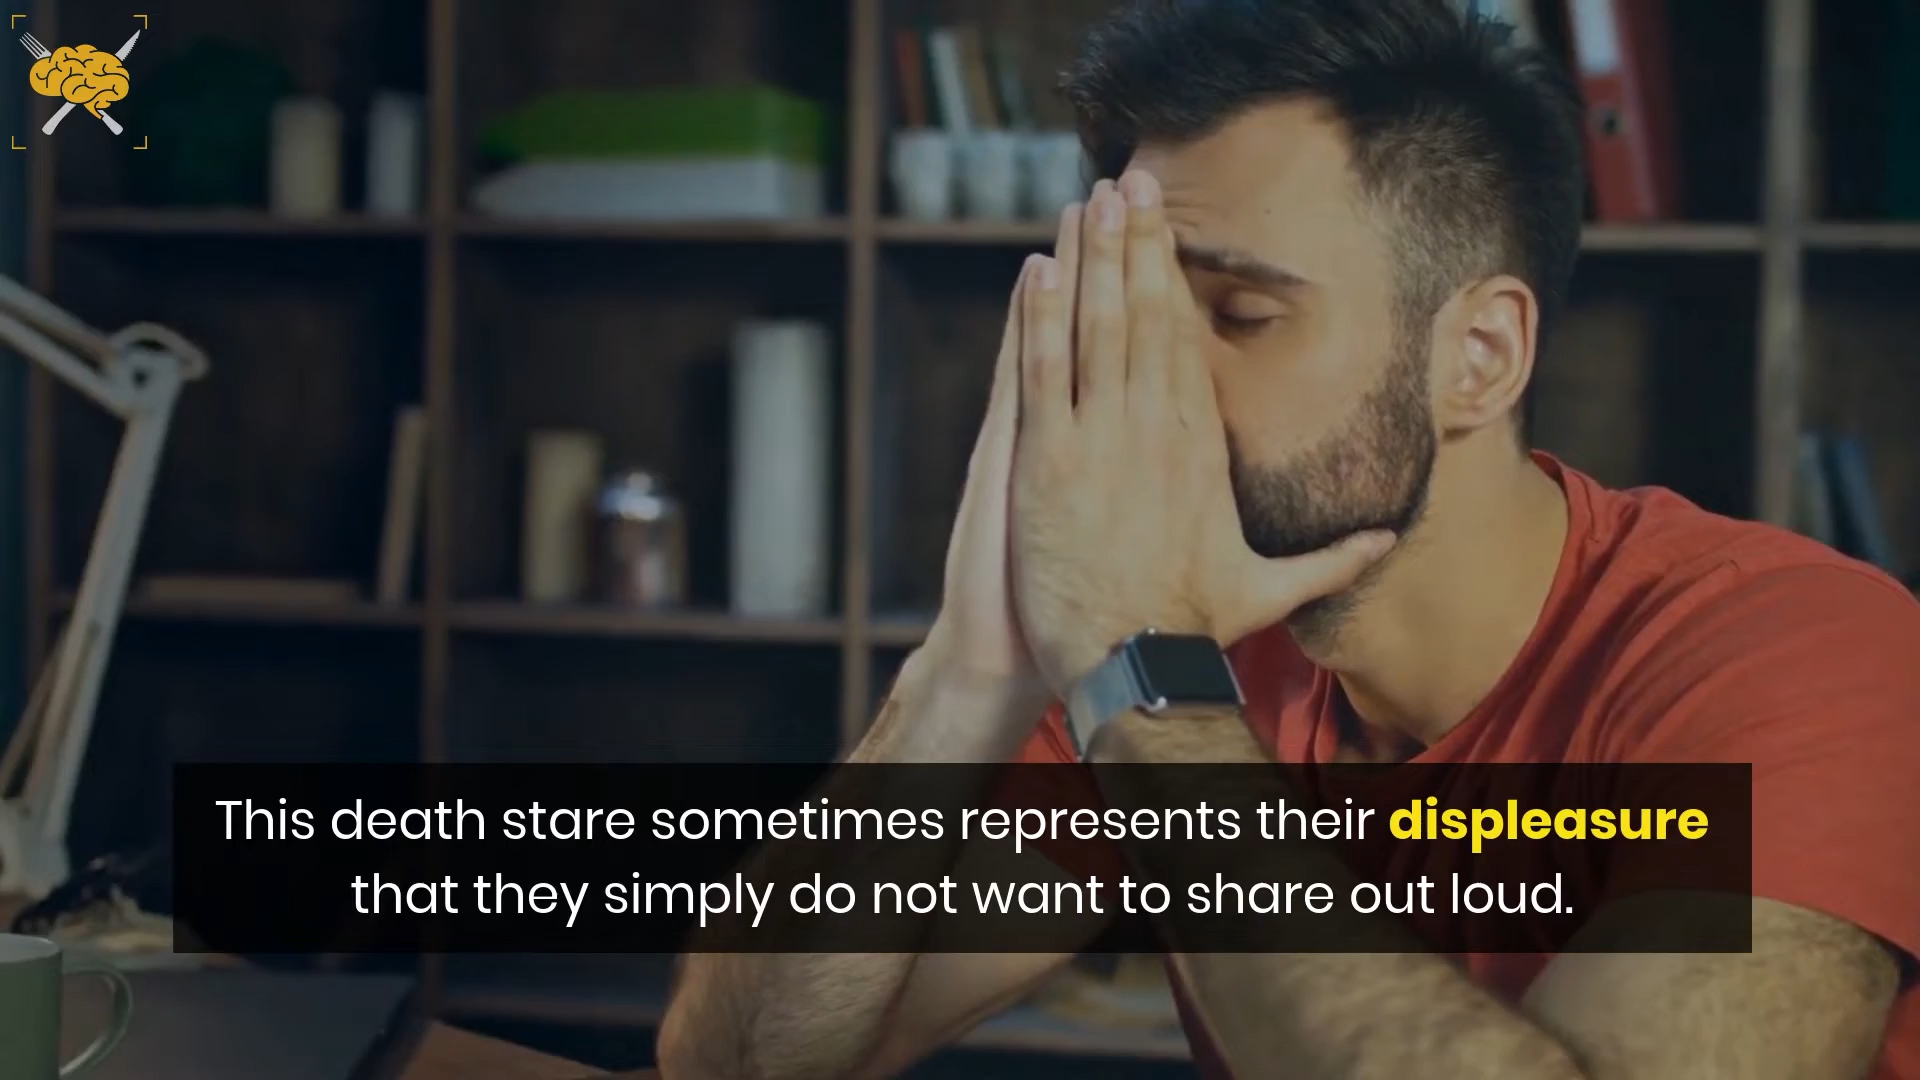 This death stare sometimes represents their displeasure
that they simply do not want to share out loud.